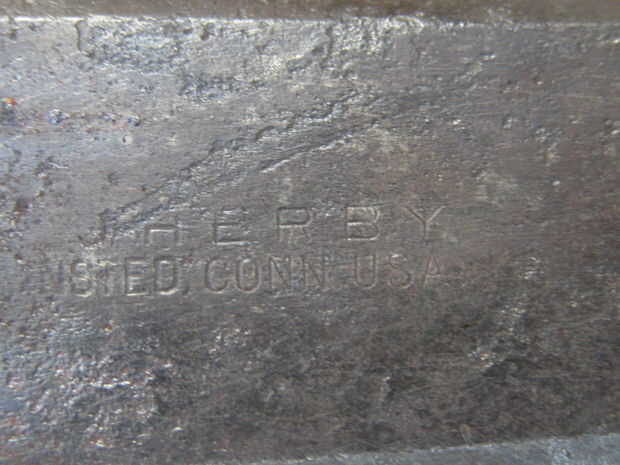 J HERBY
NSTED, CONN USA